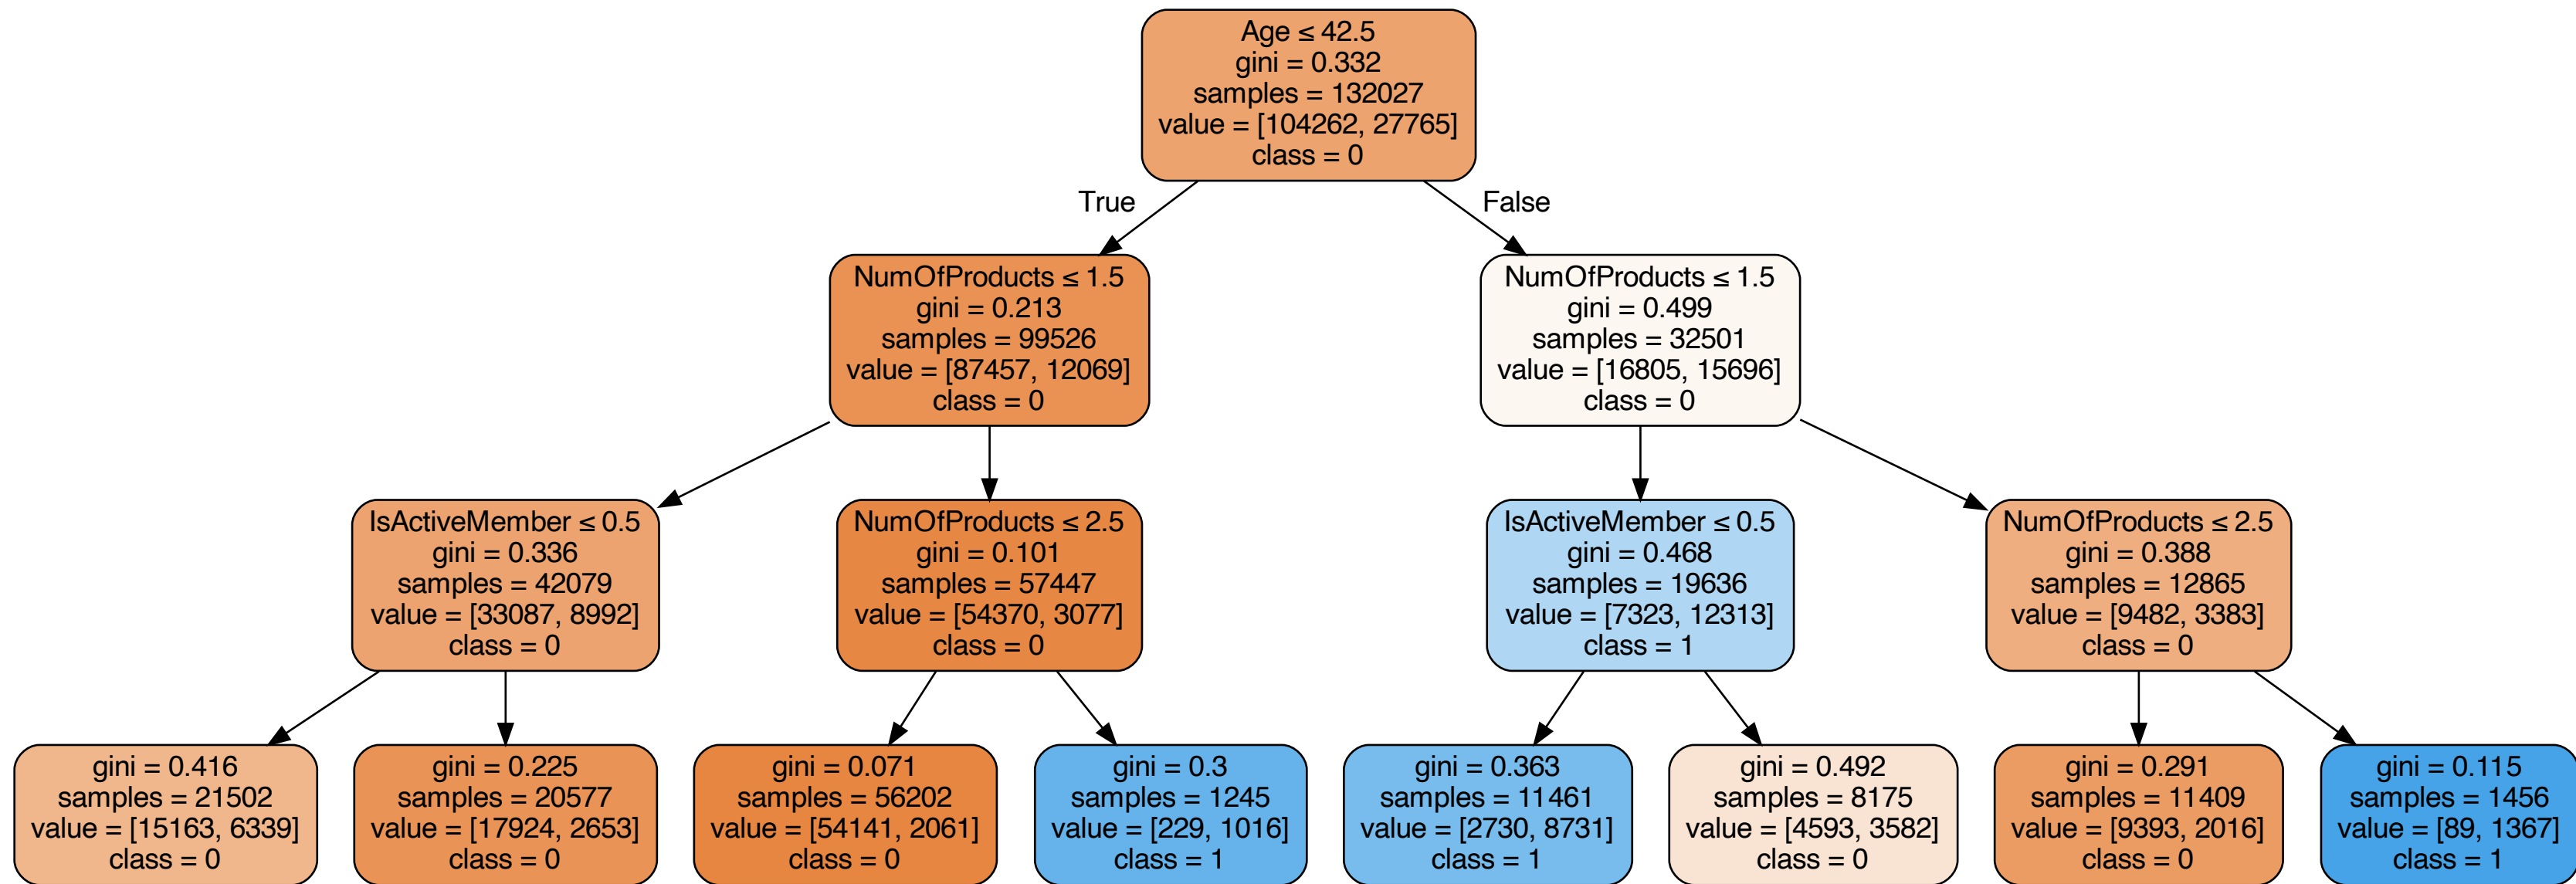 Age ≤ 42.5
gini = 0.332
samples = 132027
value = [104262, 27765]
class = 0
True
False
NumOfProducts ≤ 1.5
gini = 0.213
samples = 99526
value = [87457, 12069]
class = 0
NumOfProducts ≤ 1.5
gini = 0.499
samples = 32501
value = [16805, 15696]
class = 0
IsActiveMember ≤ 0.5
gini = 0.336
samples = 42079
value = [33087, 8992]
class = 0
NumOfProducts ≤ 2.5
gini = 0.101
samples = 57447
value = [54370, 3077]
class = 0
IsActiveMember ≤ 0.5
gini = 0.468
samples = 19636
value = [7323, 12313]
class = 1
NumOfProducts ≤ 2.5
gini = 0.388
samples = 12865
value = [9482, 3383]
class = 0
gini = 0.416
samples = 21502
value = [15163, 6339]
class = 0
gini = 0.225
samples = 20577
value = [17924, 2653]
class = 0
gini = 0.071
samples = 56202
value = [54141, 2061]
class = 0
gini = 0.3
samples = 1245
value = [229, 1016]
class = 1
gini = 0.363
samples = 11461
value = [2730, 8731]
class = 1
gini = 0.492
samples = 8175
value = [4593, 3582]
class = 0
gini = 0.291
samples = 11409
value = [9393, 2016]
class = 0
gini = 0.115
samples = 1456
value = [89, 1367]
class = 1